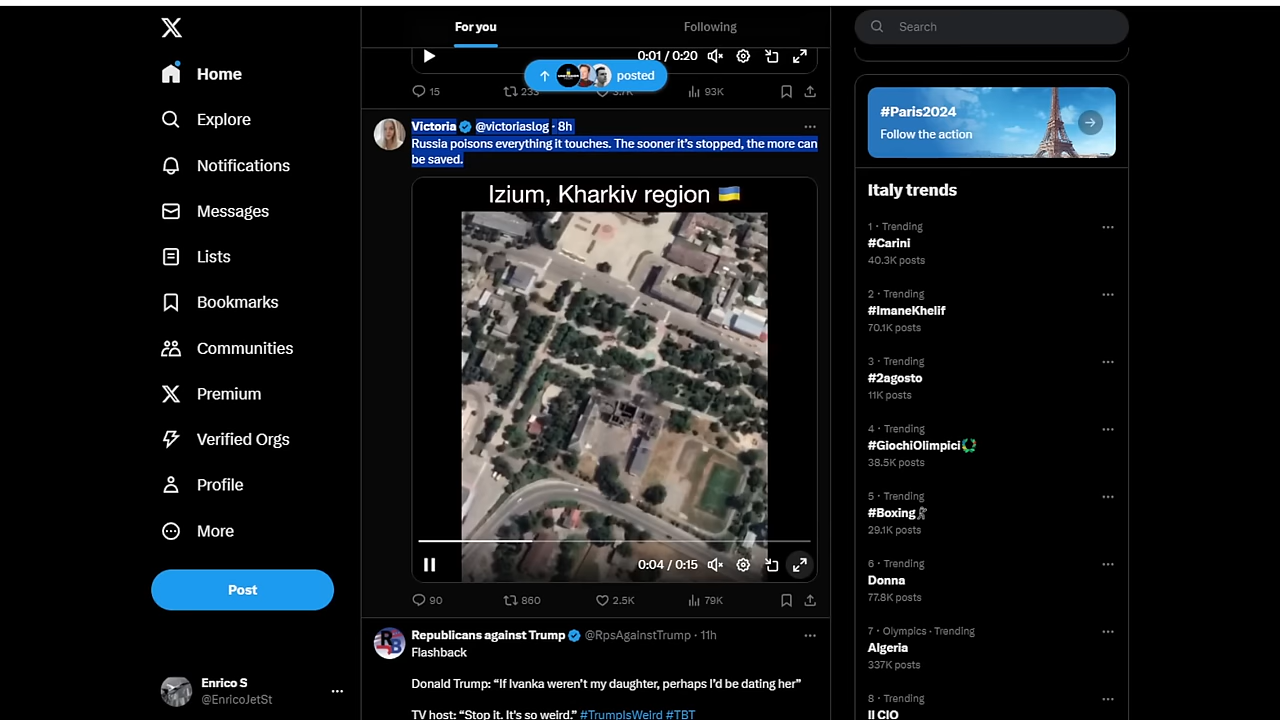 Home
Explore
Notifications
Messages
Lists
Bookmarks
Communities
Premium
Verified Orgs
Profile
More
Post
Enrico S
@EnricoJetSt
For you
Following
0:01 / 0:20
posted
15
233
3.7K
93K
Victoria @victoriaslog · 8h
Russia poisons everything it touches. The sooner it's stopped, the more can
be saved.
Izium, Kharkiv region
0:04 / 0:15
90
860
2.5K
79K
Republicans against Trump @RpsAgainstTrump · 11h
Flashback
Donald Trump: “If Ivanka weren’t my daughter, perhaps I’d be dating her”
TV host: “Stop it. It’s so weird.” #TrumpIsWeird #TBT
Search
#Paris2024
Follow the action
Italy trends
1 · Trending
#Carini
40.3K posts
2 · Trending
#ImaneKhelif
70.1K posts
3 · Trending
#2agosto
11K posts
4 · Trending
#GiochiOlimpici
38.5K posts
5 · Trending
#Boxing
29.1K posts
6 · Trending
Donna
77.8K posts
7 · Olympics · Trending
Algeria
337K posts
8 · Trending
Il CIO